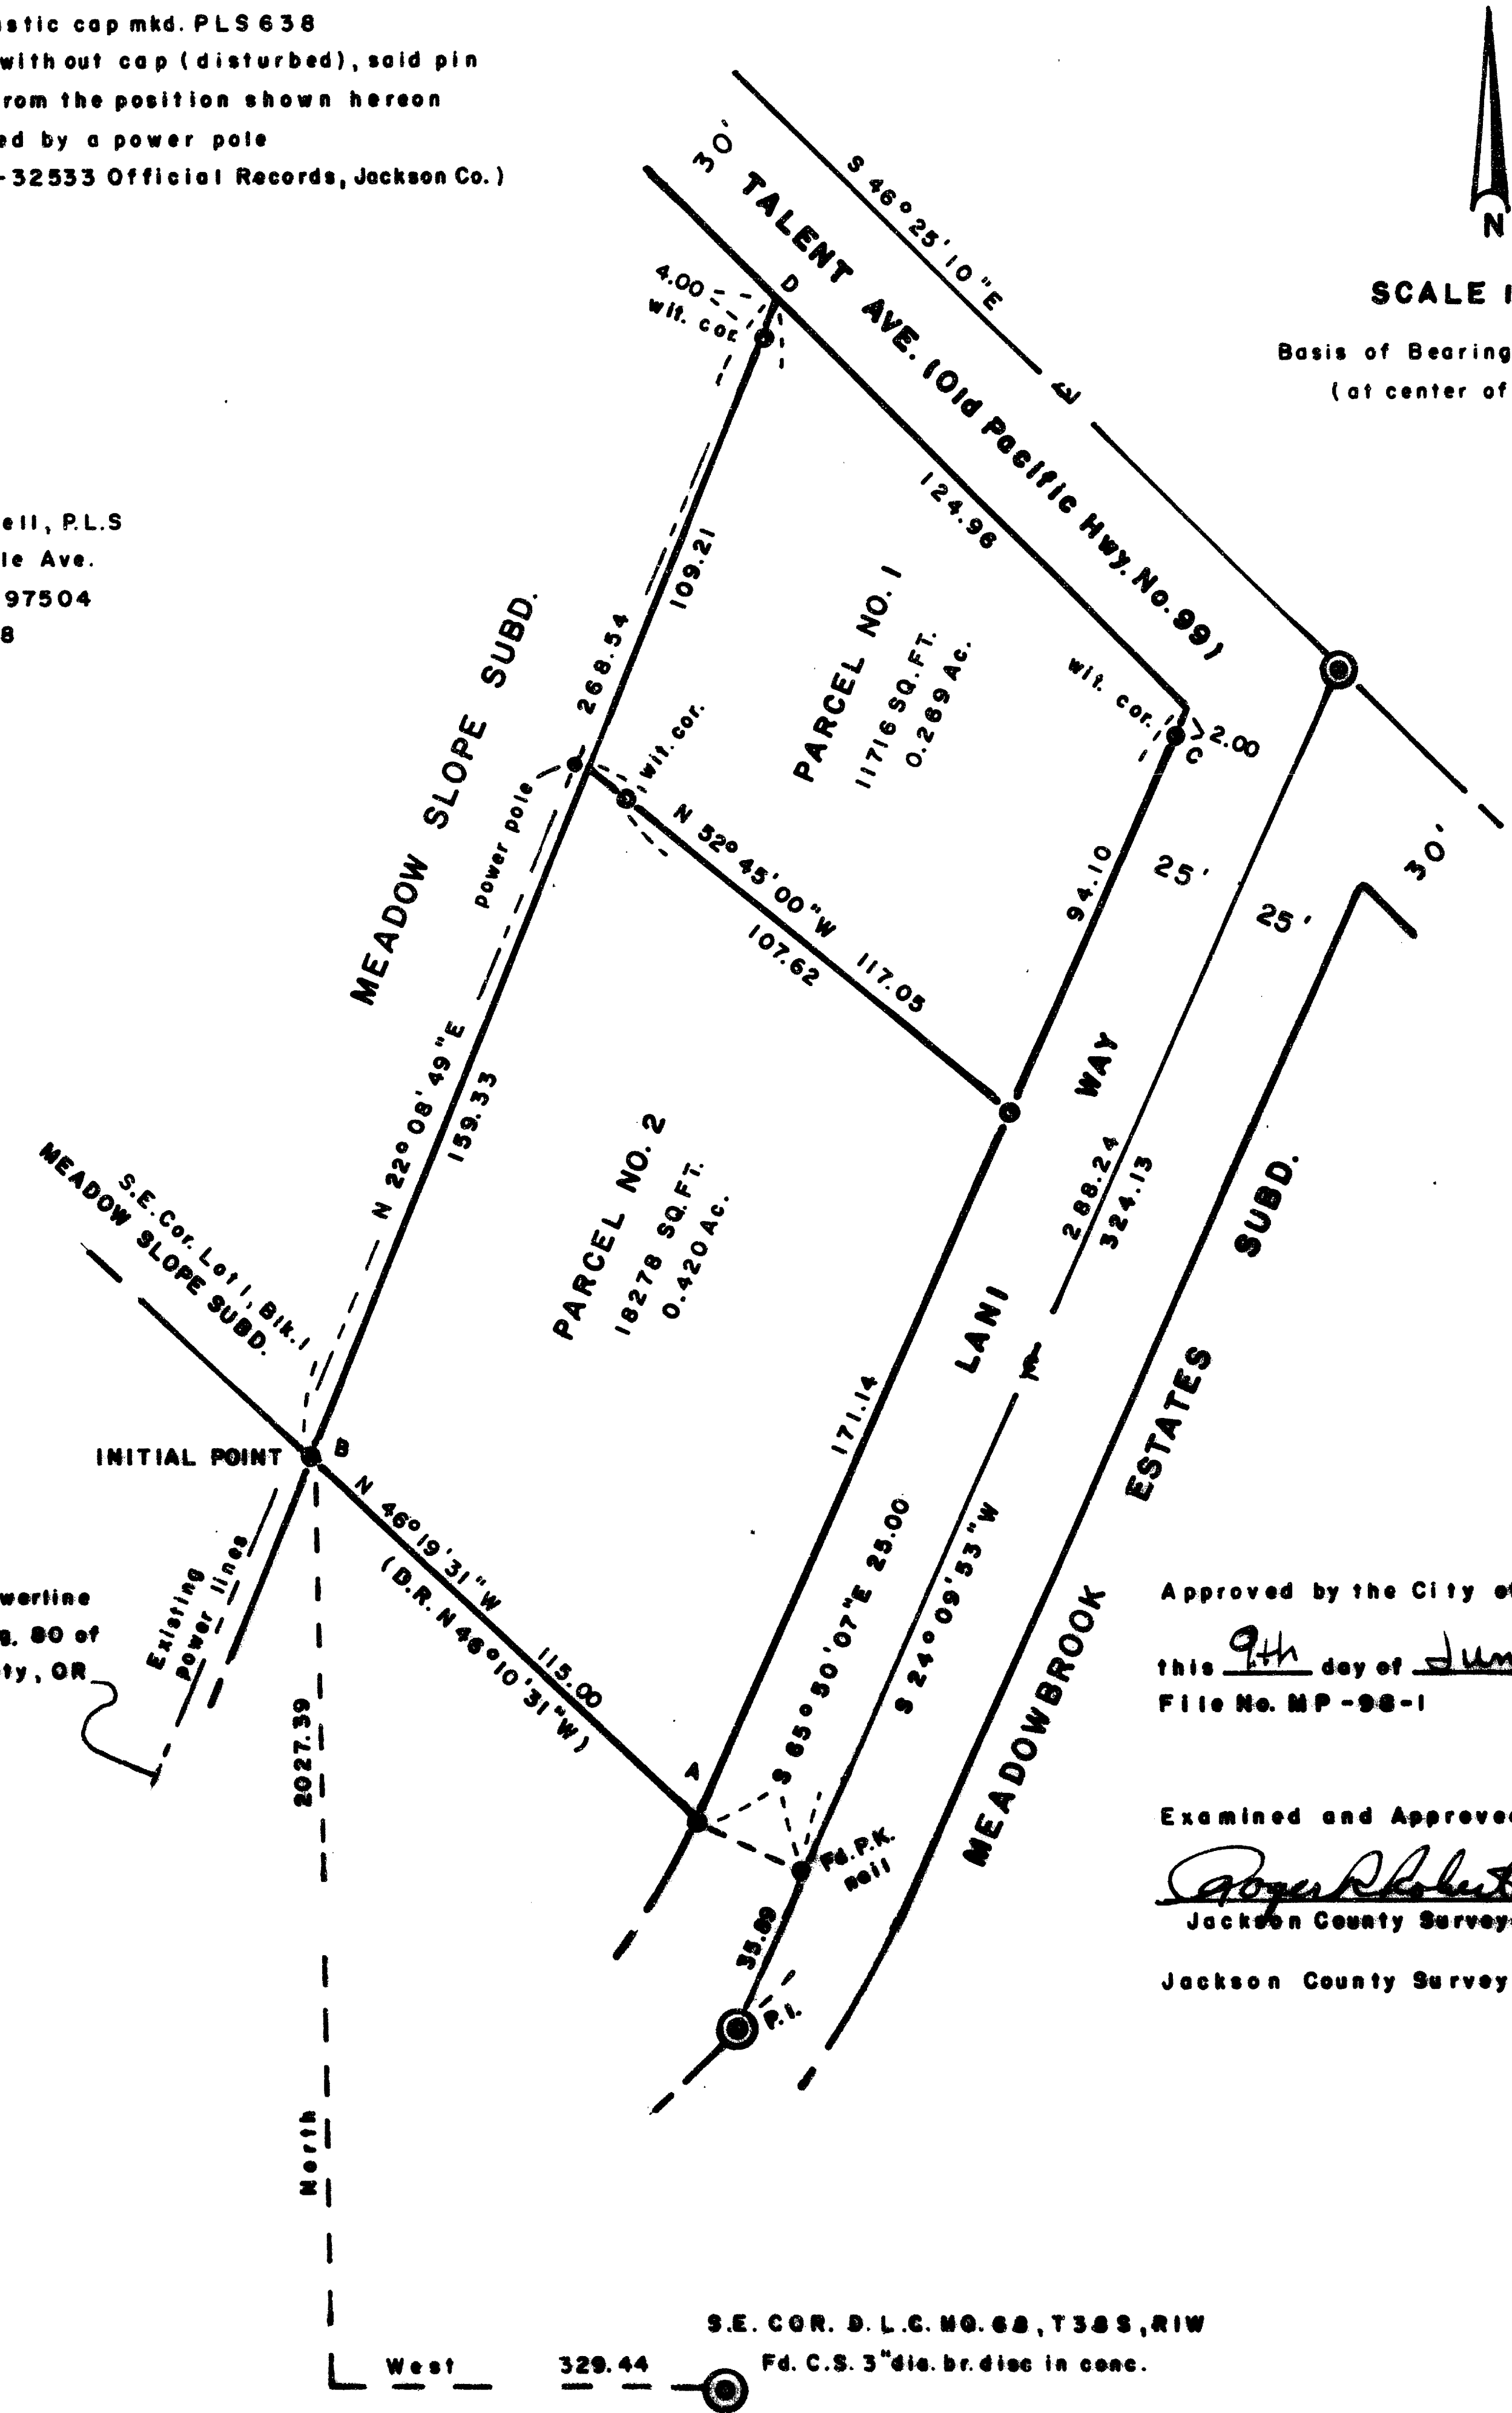 stic cap mkd. PLS 638
without cap (disturbed), said pin
rom the position shown hereon
ed by a power pole
-32533 Official Records, Jackson Co.)
N
SCALE 1
Basis of Bearing
(at center of
30'
S 46° 25' 10" E
TALENT AVE. (Old Pacific Hwy. No. 99)
4.00
wit. cor.
D
124.96
ell, P.L.S
le Ave.
97504
8
109.21
268.54
MEADOW SLOPE SUBD.
PARCEL NO. 1
11716 SQ. FT.
0.269 Ac.
wit. cor.
2.00
C
wit. cor.
power pole
N 52° 45' 00" W
107.62
117.05
94.10
25'
25'
30'
N 22° 08' 49" E
159.33
PARCEL NO. 2
18278 SQ. FT.
0.420 Ac.
LANI WAY
288.24
324.13
S.E. Cor. Lot 1, Blk. 1
MEADOW SLOPE SUBD.
MEADOWBROOK ESTATES SUBD.
171.14
INITIAL POINT
B
N 46° 19' 31" W
115.00
(D.R. N 46° 10' 31" W)
S 65° 50' 07" E 25.00
S 24° 09' 53" W
Existing
power lines
werline
g. 80 of
ty, OR
2027.39
North
A
Fd. P.K.
nail
35.89
P.I.
Approved by the City of
this 9th day of Jun
File No. MP-98-1
Examined and Approve
Jackson County Survey
Jackson County Survey
S.E. COR. D.L.C. NO. 68, T38S, R1W
Fd. C.S. 3" dia. br. disc in conc.
West 329.44